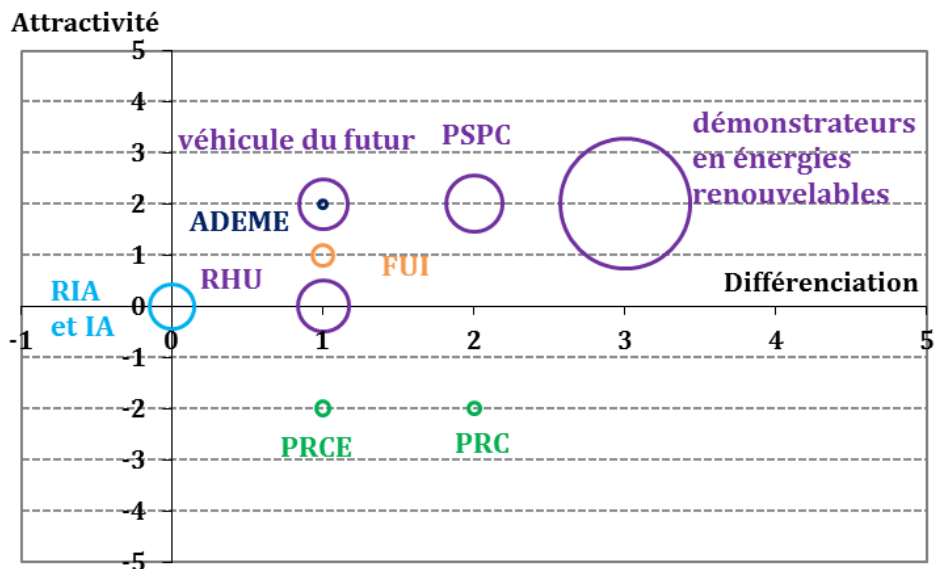 Attractivité
5
4
véhicule du futur
PSPC
démonstrateurs
en énergies
renouvelables
3
2
ADEME
1
FUI
RHU
Différenciation
RIA
et IA
0
-1
0
1
2
3
4
5
-1
-2
PRCE
PRC
-3
-4
-5